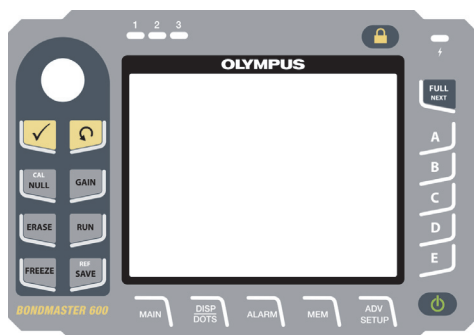 1 2 3
OLYMPUS
FULL
NEXT
A
B
C
D
E
CAL
NULL
GAIN
ERASE
RUN
FREEZE
REF
SAVE
BONDMASTER 600
MAIN
DISP
DOTS
ALARM
MEM
ADV
SETUP